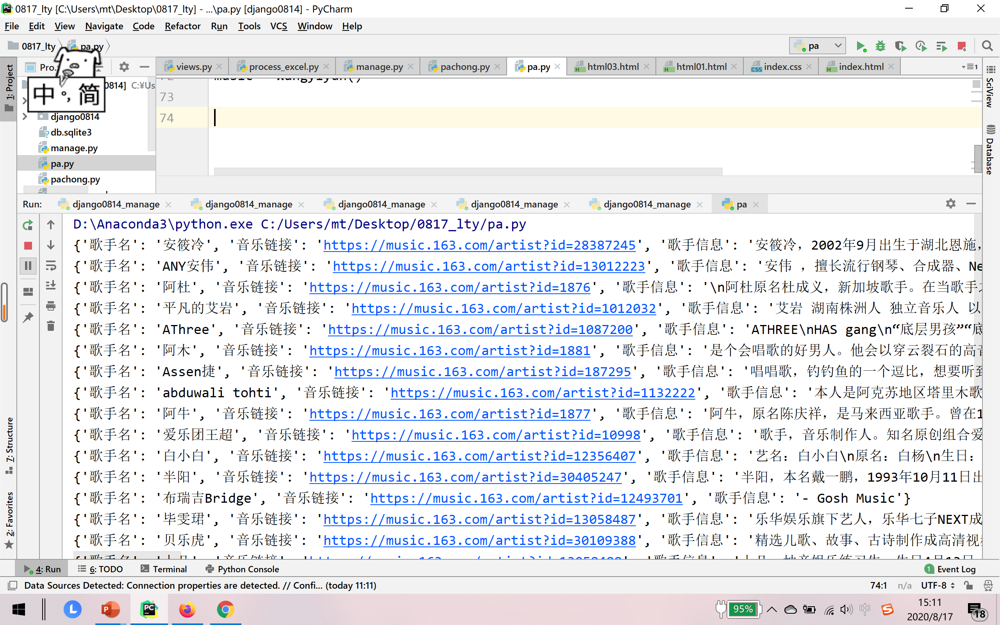 0817_lty [C:\Users\mt\Desktop\0817_lty] - ...\pa.py [django0814] - PyCharm
File Edit View Navigate Code Refactor Run Tools VCS Window Help
0817_lty pa.py pa
1: Project
Pro.
views.py process_excel.py manage.py pachong.py pa.py html03.html html01.html index.css index.html
中 °, 简
0814] C:¥Us
django0814
db.sqlite3
manage.py
pa.py
pachong.py
73
74
SciView
Database
Run: django0814_manage django0814_manage django0814_manage django0814_manage django0814_manage pa
D:\Anaconda3\python.exe C:/Users/mt/Desktop/0817_lty/pa.py
{'歌手名': '安筱冷', '音乐链接': 'https://music.163.com/artist?id=28387245', '歌手信息': '安筱冷，2002年9月出生于湖北恩施，
{'歌手名': 'ANY安伟', '音乐链接': 'https://music.163.com/artist?id=13012223', '歌手信息': '安伟 ，擅长流行钢琴、合成器、Ne
{'歌手名': '阿杜', '音乐链接': 'https://music.163.com/artist?id=1876', '歌手信息': '\n阿杜原名杜成义，新加坡歌手。在当歌手
{'歌手名': '平凡的艾岩', '音乐链接': 'https://music.163.com/artist?id=1012032', '歌手信息': '艾岩 湖南株洲人 独立音乐人 以
{'歌手名': 'AThree', '音乐链接': 'https://music.163.com/artist?id=1087200', '歌手信息': 'ATHREE\nHAS gang\n“底层男孩”“底
{'歌手名': '阿木', '音乐链接': 'https://music.163.com/artist?id=1881', '歌手信息': '是个会唱歌的好男人。他会以穿云裂石的高音
{'歌手名': 'Assen捷', '音乐链接': 'https://music.163.com/artist?id=187295', '歌手信息': '唱唱歌，钓钓鱼的一个逗比，想要听到
{'歌手名': 'abduwali tohti', '音乐链接': 'https://music.163.com/artist?id=1132222', '歌手信息': '本人是阿克苏地区塔里木歌
{'歌手名': '阿牛', '音乐链接': 'https://music.163.com/artist?id=1877', '歌手信息': '阿牛，原名陈庆祥，是马来西亚歌手。曾在1
{'歌手名': '爱乐团王超', '音乐链接': 'https://music.163.com/artist?id=10998', '歌手信息': '歌手，音乐制作人。知名原创组合爱
{'歌手名': '白小白', '音乐链接': 'https://music.163.com/artist?id=12356407', '歌手信息': '艺名：白小白\n原名：白杨\n生日：
{'歌手名': '半阳', '音乐链接': 'https://music.163.com/artist?id=30405247', '歌手信息': '半阳，本名戴一鹏，1993年10月11日出
{'歌手名': '布瑞吉Bridge', '音乐链接': 'https://music.163.com/artist?id=12493701', '歌手信息': '- Gosh Music'}
{'歌手名': '毕雯珺', '音乐链接': 'https://music.163.com/artist?id=13058487', '歌手信息': '乐华娱乐旗下艺人，乐华七子NEXT成
{'歌手名': '贝乐虎', '音乐链接': 'https://music.163.com/artist?id=30109388', '歌手信息': '精选儿歌、故事、古诗制作成高清视
7: Structure
2: Favorites
4: Run 6: TODO Terminal Python Console 1 Event Log
Data Sources Detected: Connection properties are detected. // Confi... (today 11:11) 74:1 n/a UTF-8
95% 中 15:11
2020/8/17 18